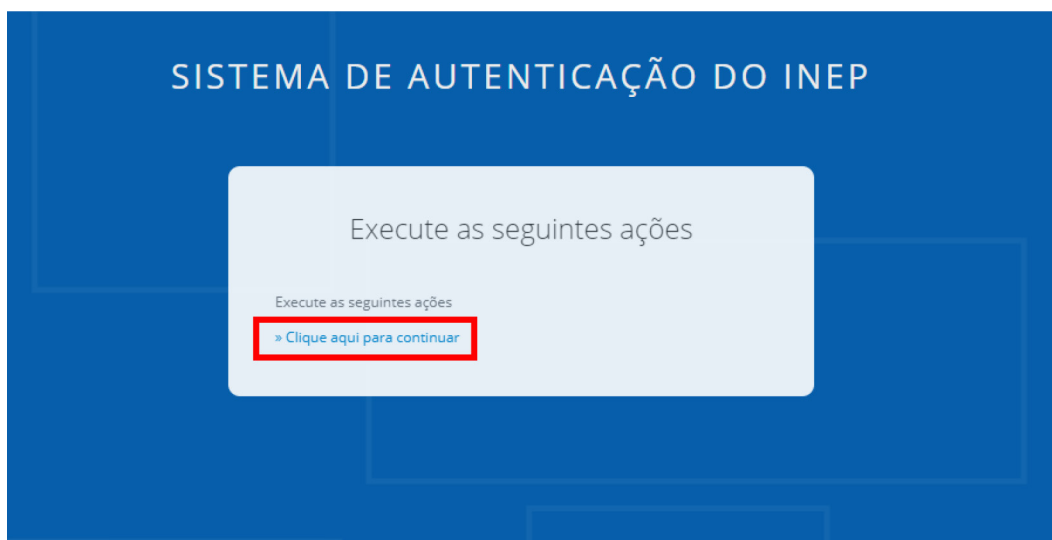 SISTEMA DE AUTENTICAÇÃO DO INEP
Execute as seguintes ações
Execute as seguintes ações
» Clique aqui para continuar